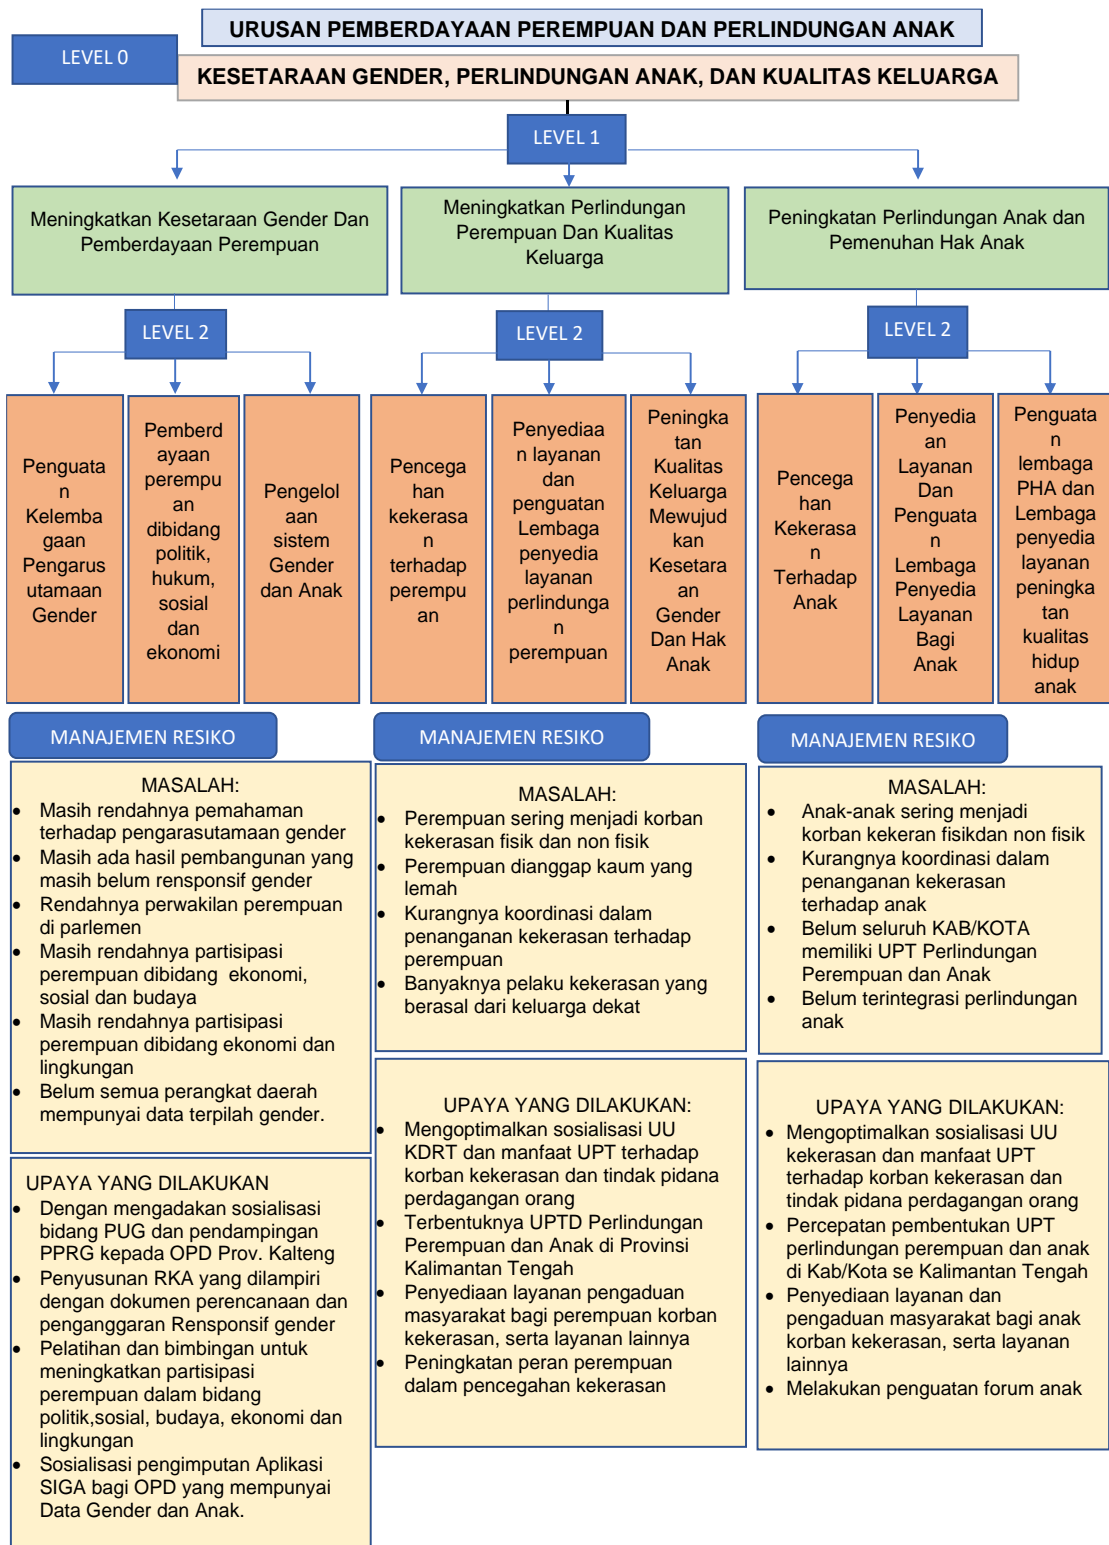 URUSAN PEMBERDAYAAN PEREMPUAN DAN PERLINDUNGAN ANAK
LEVEL 0
KESETARAAN GENDER, PERLINDUNGAN ANAK, DAN KUALITAS KELUARGA
LEVEL 1
Meningkatkan Kesetaraan Gender Dan
Pemberdayaan Perempuan
Meningkatkan Perlindungan
Perempuan Dan Kualitas
Keluarga
Peningkatan Perlindungan Anak dan
Pemenuhan Hak Anak
LEVEL 2
LEVEL 2
LEVEL 2
Penguata
n
Kelemba
gaan
Pengarus
utamaan
Gender
Pemberd
ayaan
perempu
an
dibidang
politik,
hukum,
sosial
dan
ekonomi
Pengelol
aan
sistem
Gender
dan Anak
Pencega
han
kekerasa
n
terhadap
perempu
an
Penyediaa
n layanan
dan
penguatan
Lembaga
penyedia
layanan
perlindunga
n
perempuan
Peningka
tan
Kualitas
Keluarga
Mewujud
kan
Kesetara
an
Gender
Dan Hak
Anak
Pencega
han
Kekerasa
n
Terhadap
Anak
Penyedia
an
Layanan
Dan
Penguata
n
Lembaga
Penyedia
Layanan
Bagi
Anak
Penguata
n
lembaga
PHA dan
Lembaga
penyedia
layanan
peningka
tan
kualitas
hidup
anak
MANAJEMEN RESIKO
MASALAH:
• Masih rendahnya pemahaman
terhadap pengarasutamaan gender
• Masih ada hasil pembangunan yang
masih belum rensponsif gender
• Rendahnya perwakilan perempuan
di parlemen
• Masih rendahnya partisipasi
perempuan dibidang ekonomi,
sosial dan budaya
• Masih rendahnya partisipasi
perempuan dibidang ekonomi dan
lingkungan
• Belum semua perangkat daerah
mempunyai data terpilah gender.
UPAYA YANG DILAKUKAN
• Dengan mengadakan sosialisasi
bidang PUG dan pendampingan
PPRG kepada OPD Prov. Kalteng
• Penyusunan RKA yang dilampiri
dengan dokumen perencanaan dan
penganggaran Rensponsif gender
• Pelatihan dan bimbingan untuk
meningkatkan partisipasi
perempuan dalam bidang
politik,sosial, budaya, ekonomi dan
lingkungan
• Sosialisasi pengimputan Aplikasi
SIGA bagi OPD yang mempunyai
Data Gender dan Anak.
MANAJEMEN RESIKO
MASALAH:
• Perempuan sering menjadi korban
kekerasan fisik dan non fisik
• Perempuan dianggap kaum yang
lemah
• Kurangnya koordinasi dalam
penanganan kekerasan terhadap
perempuan
• Banyaknya pelaku kekerasan yang
berasal dari keluarga dekat
UPAYA YANG DILAKUKAN:
• Mengoptimalkan sosialisasi UU
KDRT dan manfaat UPT terhadap
korban kekerasan dan tindak pidana
perdagangan orang
• Terbentuknya UPTD Perlindungan
Perempuan dan Anak di Provinsi
Kalimantan Tengah
• Penyediaan layanan pengaduan
masyarakat bagi perempuan korban
kekerasan, serta layanan lainnya
• Peningkatan peran perempuan
dalam pencegahan kekerasan
MANAJEMEN RESIKO
MASALAH:
• Anak-anak sering menjadi
korban kekeran fisikdan non fisik
• Kurangnya koordinasi dalam
penanganan kekerasan
terhadap anak
• Belum seluruh KAB/KOTA
memiliki UPT Perlindungan
Perempuan dan Anak
• Belum terintegrasi perlindungan
anak
UPAYA YANG DILAKUKAN:
• Mengoptimalkan sosialisasi UU
kekerasan dan manfaat UPT
terhadap korban kekerasan dan
tindak pidana perdagangan orang
• Percepatan pembentukan UPT
perlindungan perempuan dan anak
di Kab/Kota se Kalimantan Tengah
• Penyediaan layanan dan
pengaduan masyarakat bagi anak
korban kekerasan, serta layanan
lainnya
• Melakukan penguatan forum anak